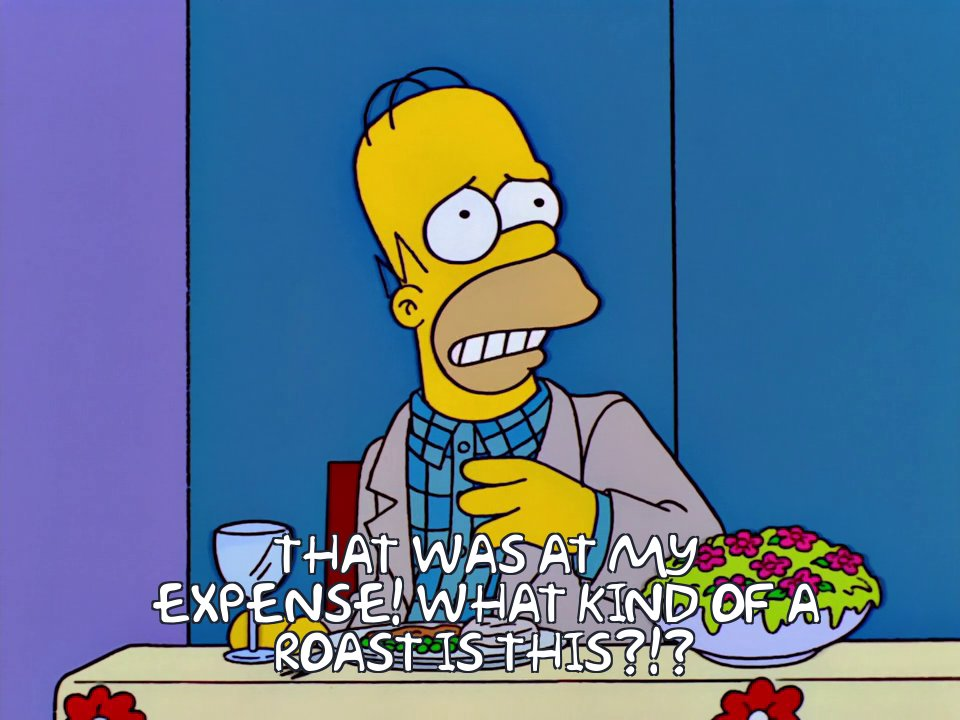 THAT WAS AT MY
EXPENSE! WHAT KIND OF A
ROAST IS THIS?!?